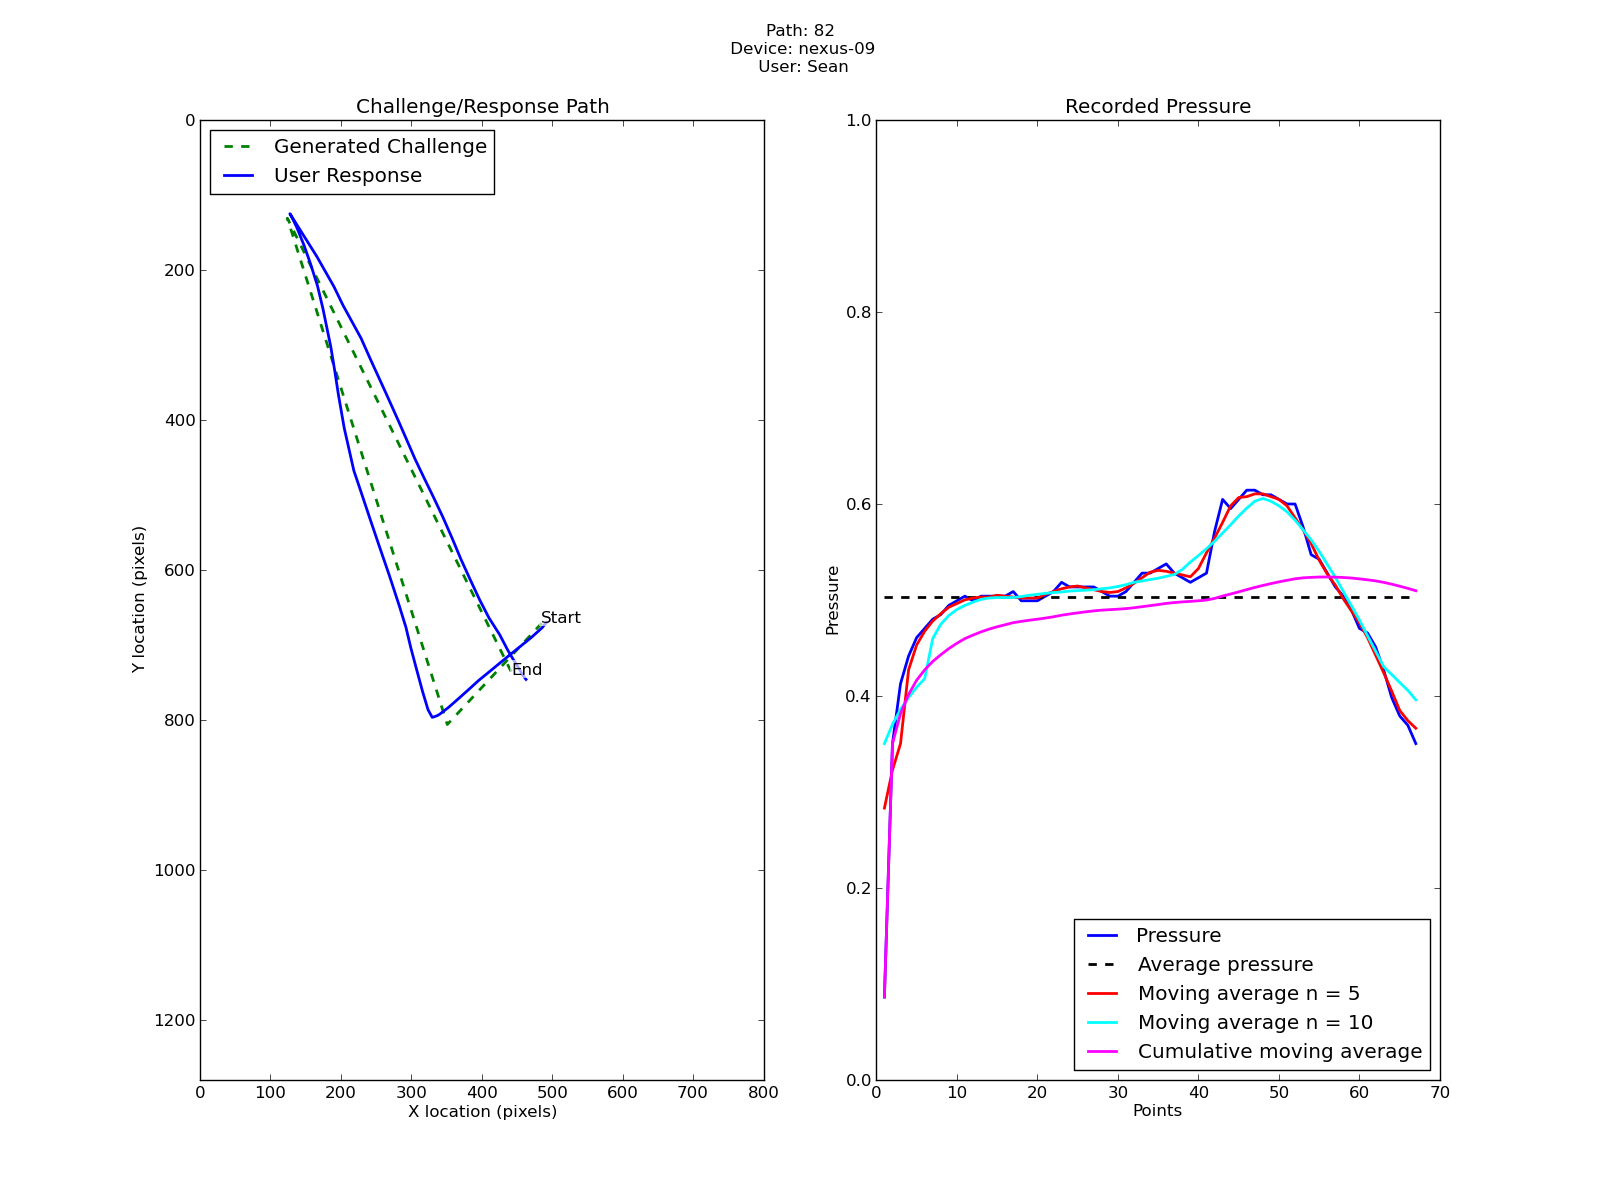 Path: 82
Device: nexus-09
User: Sean
Challenge/Response Path
Generated Challenge
User Response
Start
End
0
200
400
600
800
1000
1200
Y location (pixels)
0 100 200 300 400 500 600 700 800
X location (pixels)
Recorded Pressure
1.0
0.8
0.6
0.4
0.2
0.0
Pressure
Pressure
Average pressure
Moving average n = 5
Moving average n = 10
Cumulative moving average
0 10 20 30 40 50 60 70
Points